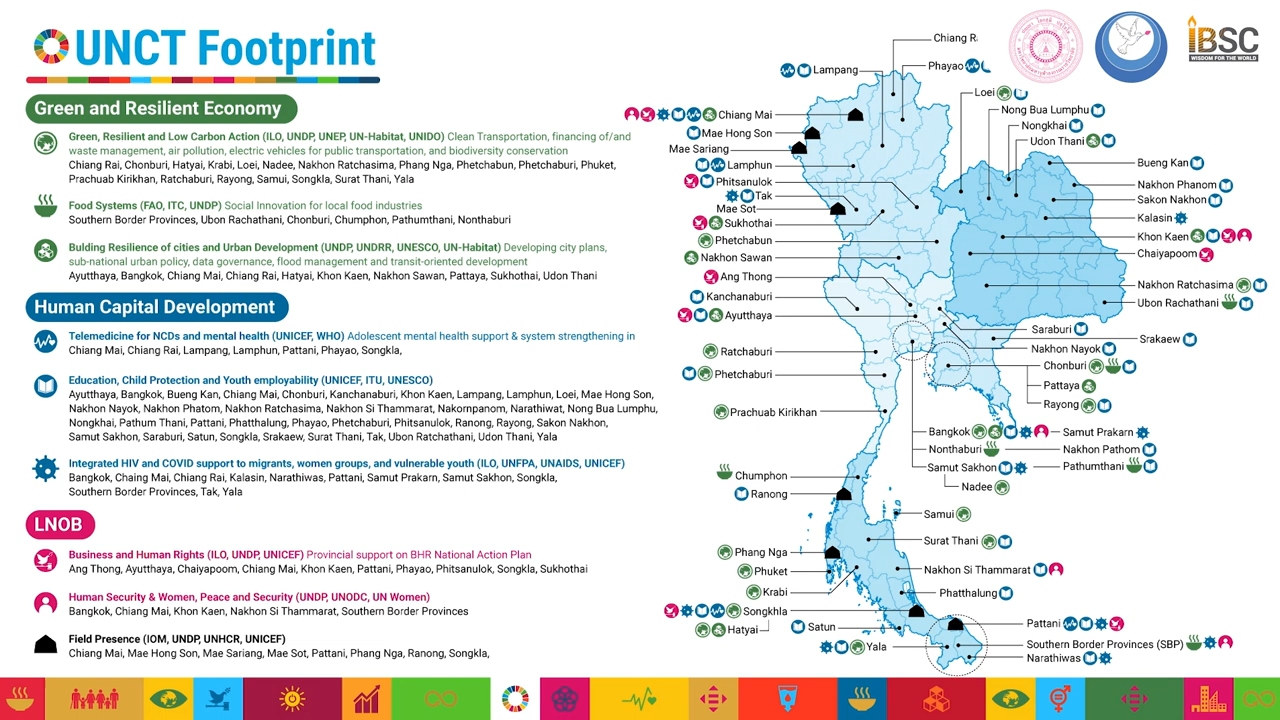 UNCT Footprint
Green and Resilient Economy
Green, Resilient and Low Carbon Action (ILO, UNDP, UNEP, UN-Habitat, UNIDO) Clean Transportation, financing of/and
waste management, air pollution, electric vehicles for public transportation, and biodiversity conservation
Chiang Rai, Chonburi, Hatyai, Krabi, Loei, Nadee, Nakhon Ratchasima, Phang Nga, Phetchabun, Phetchaburi, Phuket,
Prachuab Kirikhan, Ratchaburi, Rayong, Samui, Songkla, Surat Thani, Yala
Food Systems (FAO, ITC, UNDP) Social Innovation for local food industries
Southern Border Provinces, Ubon Rachathani, Chonburi, Chumphon, Pathumthani, Nonthaburi
Bulding Resilience of cities and Urban Development (UNDP, UNDRR, UNESCO, UN-Habitat) Developing city plans,
sub-national urban policy, data governance, flood management and transit-oriented development
Ayutthaya, Bangkok, Chiang Mai, Chiang Rai, Hatyai, Khon Kaen, Nakhon Sawan, Pattaya, Sukhothai, Udon Thani
Human Capital Development
Telemedicine for NCDs and mental health (UNICEF, WHO) Adolescent mental health support & system strengthening in
Chiang Mai, Chiang Rai, Lampang, Lamphun, Pattani, Phayao, Songkla,
Education, Child Protection and Youth employability (UNICEF, ITU, UNESCO)
Ayutthaya, Bangkok, Bueng Kan, Chiang Mai, Chonburi, Kanchanaburi, Khon Kaen, Lampang, Lamphun, Loei, Mae Hong Son,
Nakhon Nayok, Nakhon Phatom, Nakhon Ratchasima, Nakhon Si Thammarat, Nakornpanom, Narathiwat, Nong Bua Lumphu,
Nongkhai, Pathum Thani, Pattani, Phatthalung, Phayao, Phetchaburi, Phitsanulok, Ranong, Rayong, Sakon Nakhon,
Samut Sakhon, Saraburi, Satun, Songkla, Srakaew, Surat Thani, Tak, Ubon Ratchathani, Udon Thani, Yala
Integrated HIV and COVID support to migrants, women groups, and vulnerable youth (ILO, UNFPA, UNAIDS, UNICEF)
Bangkok, Chaing Mai, Chiang Rai, Kalasin, Narathiwas, Pattani, Samut Prakarn, Samut Sakhon, Songkla,
Southern Border Provinces, Tak, Yala
LNOB
Business and Human Rights (ILO, UNDP, UNICEF) Provincial support on BHR National Action Plan
Ang Thong, Ayutthaya, Chaiyapoom, Chiang Mai, Khon Kaen, Pattani, Phayao, Phitsanulok, Songkla, Sukhothai
Human Security & Women, Peace and Security (UNDP, UNODC, UN Women)
Bangkok, Chiang Mai, Khon Kaen, Nakhon Si Thammarat, Southern Border Provinces
Field Presence (IOM, UNDP, UNHCR, UNICEF)
Chiang Mai, Mae Hong Son, Mae Sariang, Mae Sot, Pattani, Phang Nga, Ranong, Songkla,
Chiang
Phayao
Lampang
Chiang Mai
Mae Hong Son
Mae Sariang
Lamphun
Phitsanulok
Tak
Mae Sot
Sukhothai
Phetchabun
Nakhon Sawan
Ang Thong
Kanchanaburi
Ayutthaya
Ratchaburi
Phetchaburi
Prachuab Kirikhan
Chumphon
Ranong
Phang Nga
Phuket
Krabi
Songkhla
Hatyai
Satun
Yala
Loei
Nong Bua Lumphu
Nongkhai
Udon Thani
Bueng Kan
Nakhon Phanom
Sakon Nakhon
Kalasin
Khon Kaen
Chaiyapoom
Nakhon Ratchasima
Ubon Rachathani
Saraburi
Srakaew
Nakhon Nayok
Chonburi
Pattaya
Rayong
Bangkok
Samut Prakarn
Nonthaburi
Nakhon Pathom
Samut Sakhon
Pathumthani
Nadee
Samui
Surat Thani
Nakhon Si Thammarat
Phatthalung
Pattani
Southern Border Provinces (SBP)
Narathiwas
IBSC
WISDOM FOR THE WORLD